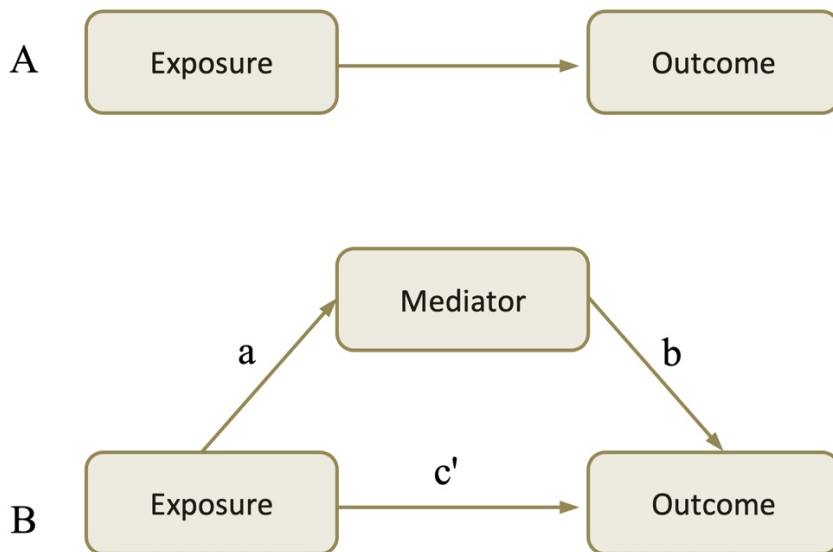 A
Exposure
Outcome
Mediator
a
b
c'
B
Exposure
Outcome